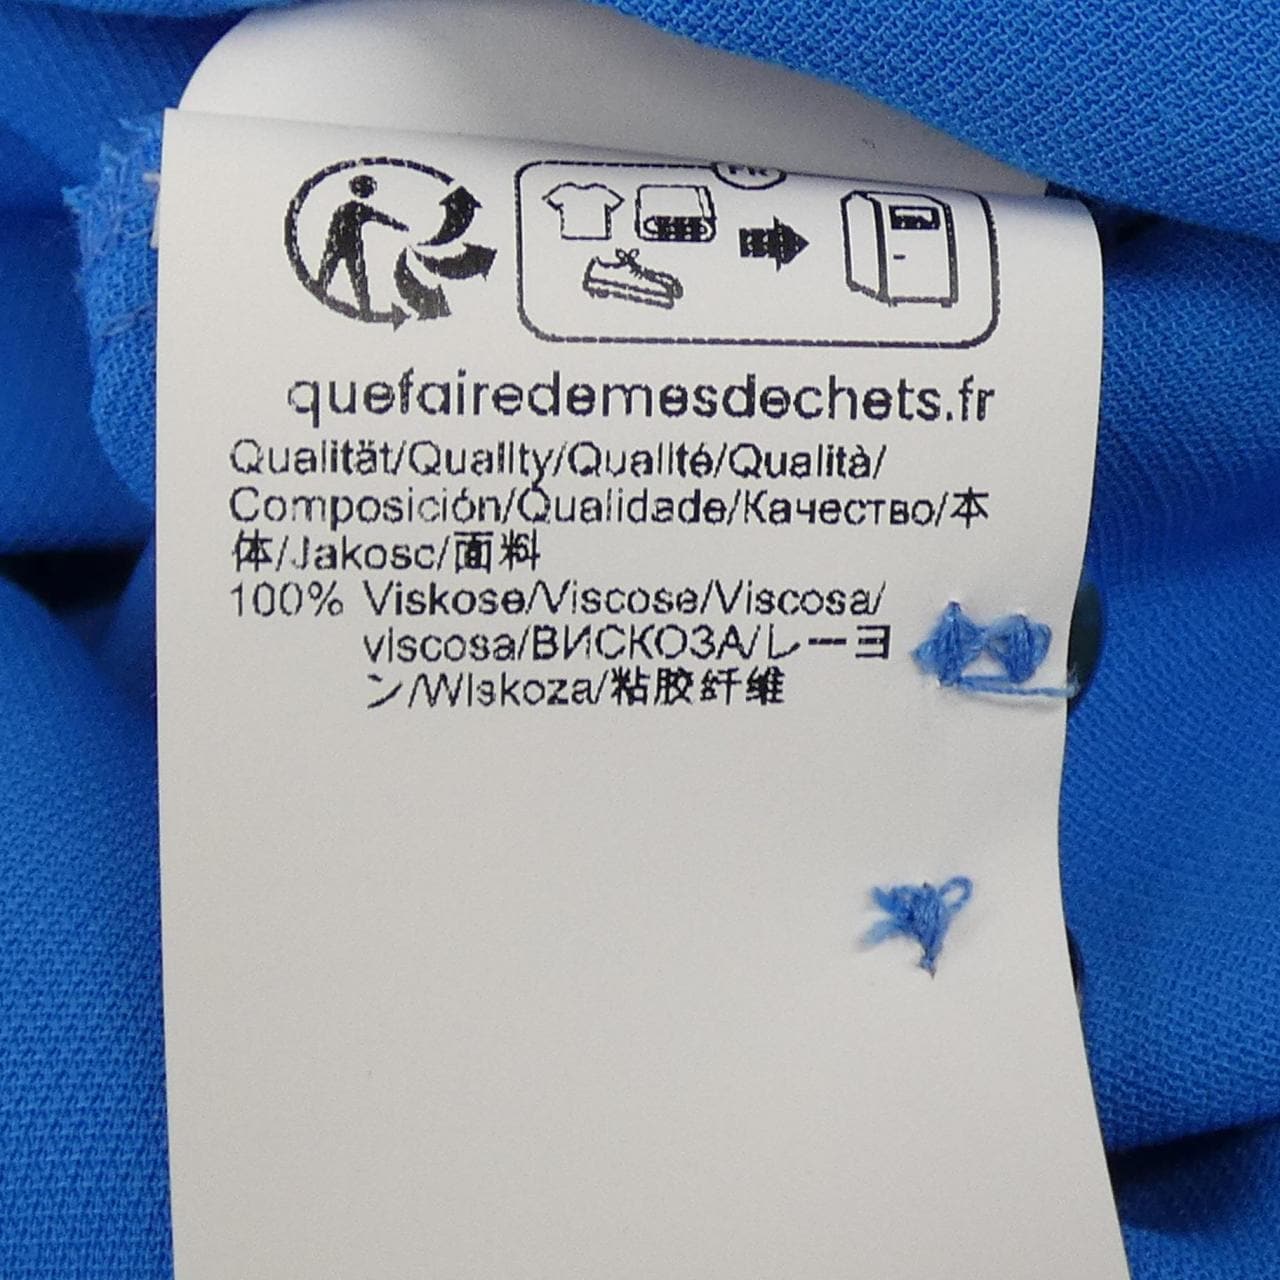 FR
quefairedemesdechets.fr
Qualität/Quality/Qualité/Qualità/
Composición/Qualidade/Качество/本
体/Jakosc/面料
100% Viskose/Viscose/Viscosa/
viscosa/ВИСКОЗА/レーヨ
ン/Wiskoza/粘胶纤维